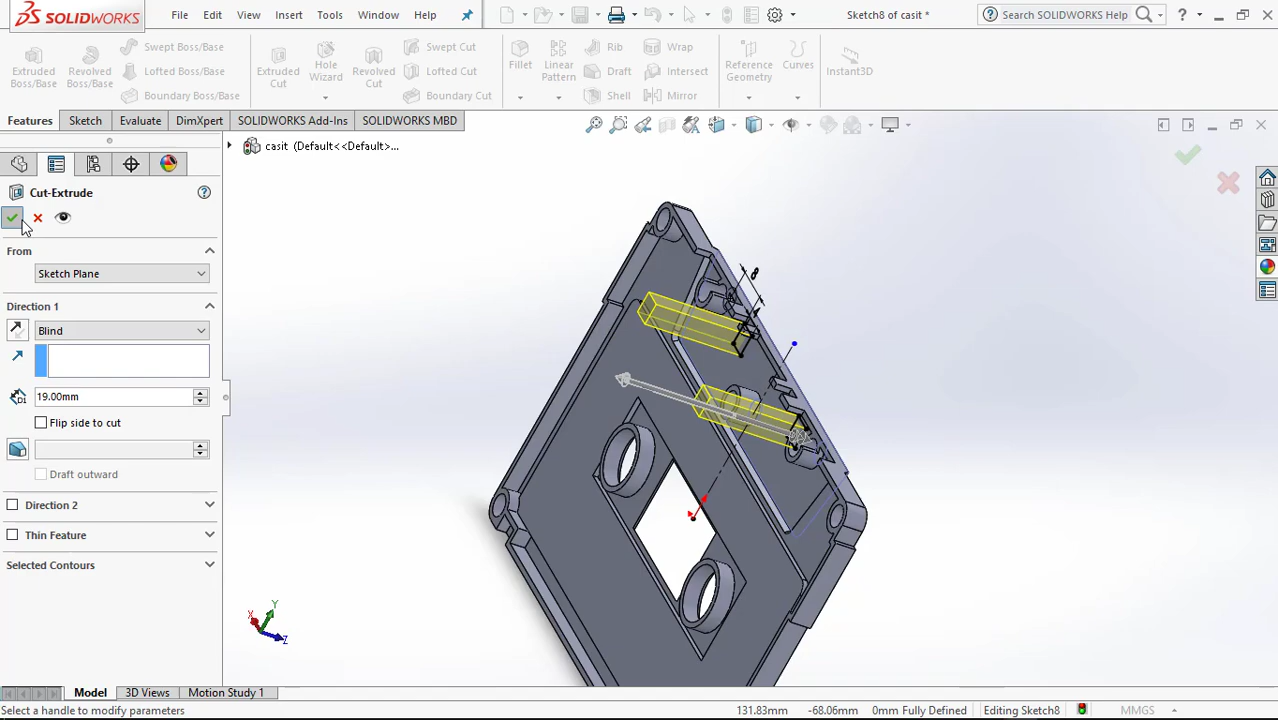 SOLIDWORKS
File
Edit
View
Insert
Tools
Window
Help
Sketch8 of casit *
Search SOLIDWORKS Help
?
Extruded Boss/Base
Revolved Boss/Base
Swept Boss/Base
Lofted Boss/Base
Boundary Boss/Base
Extruded Cut
Hole Wizard
Revolved Cut
Swept Cut
Lofted Cut
Boundary Cut
Fillet
Linear Pattern
Rib
Draft
Shell
Wrap
Intersect
Mirror
Reference Geometry
Curves
Instant3D
Features
Sketch
Evaluate
DimXpert
SOLIDWORKS Add-Ins
SOLIDWORKS MBD
casit (Default<<Default>...
Cut-Extrude
?
From
Sketch Plane
Direction 1
Blind
D1
19.00mm
Flip side to cut
Draft outward
Direction 2
Thin Feature
Selected Contours
8
Y
X
Z
Model
3D Views
Motion Study 1
Select a handle to modify parameters
131.83mm
-68.06mm
0mm
Fully Defined
Editing Sketch8
MMGS